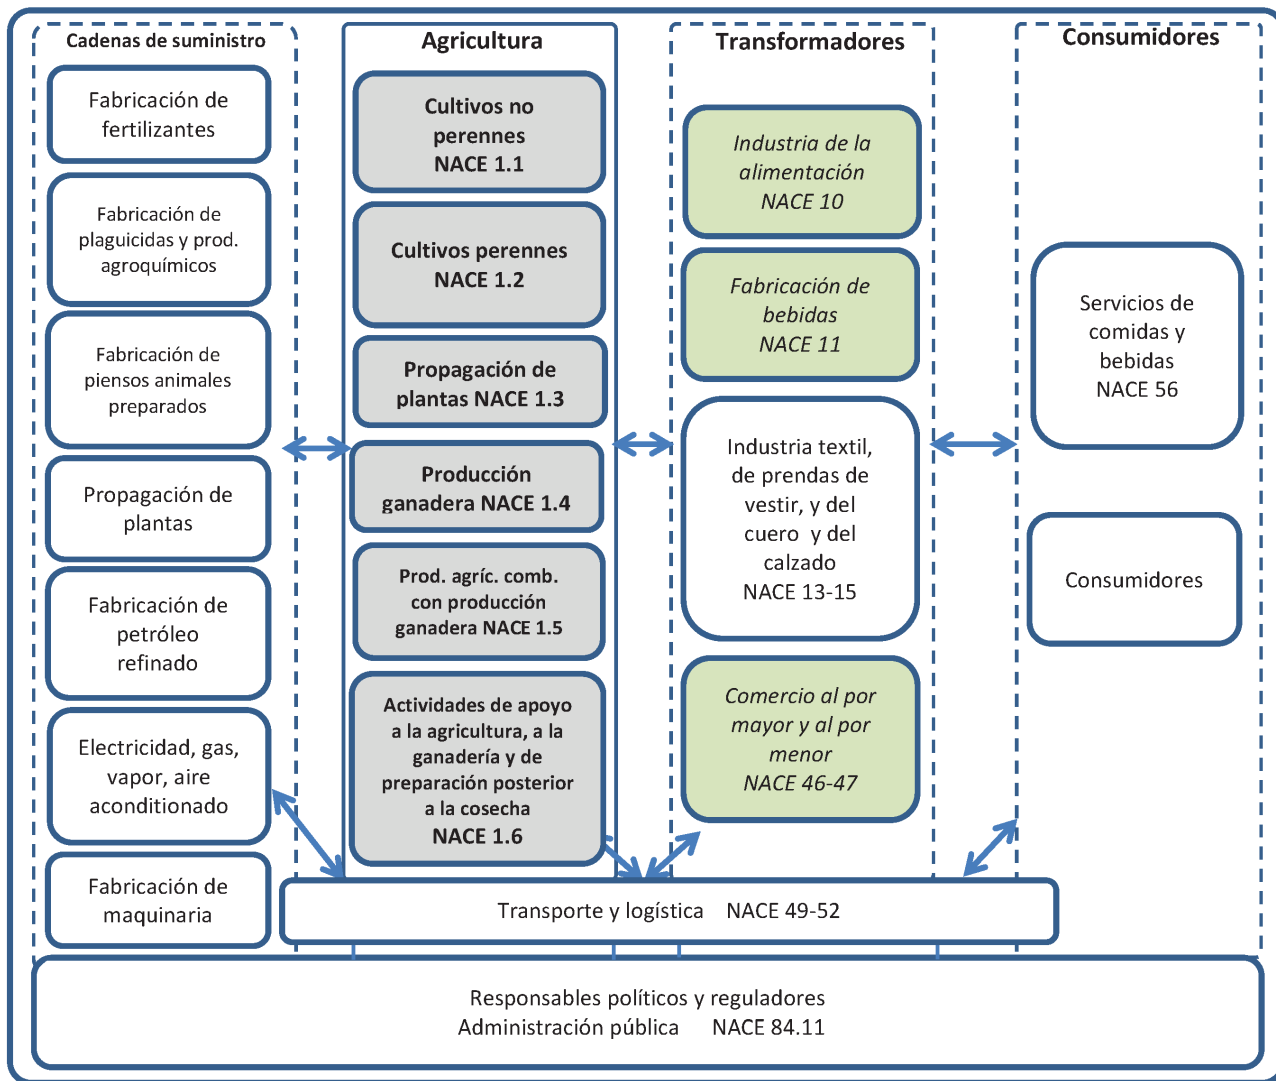 Cadenas de suministro
Fabricación de
fertilizantes
Fabricación de
plaguicidas y prod.
agroquímicos
Fabricación de
piensos animales
preparados
Propagación de
plantas
Fabricación de
petróleo
refinado
Electricidad, gas,
vapor, aire
aconditionado
Fabricación de
maquinaria
Agricultura
Cultivos no
perennes
NACE 1.1
Cultivos perennes
NACE 1.2
Propagación de
plantas NACE 1.3
Producción
ganadera NACE 1.4
Prod. agríc. comb.
con producción
ganadera NACE 1.5
Actividades de apoyo
a la agricultura, a la
ganadería y de
preparación posterior
a la cosecha
NACE 1.6
Transformadores
Industria de la
alimentación
NACE 10
Fabricación de
bebidas
NACE 11
Industria textil,
de prendas de
vestir, y del
cuero y del
calzado
NACE 13-15
Comercio al por
mayor y al por
menor
NACE 46-47
Consumidores
Servicios de
comidas y
bebidas
NACE 56
Consumidores
Transporte y logística NACE 49-52
Responsables políticos y reguladores
Administración pública NACE 84.11